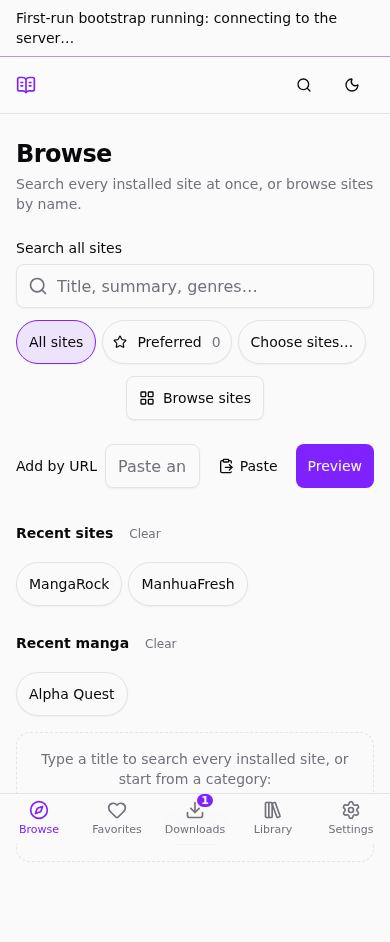 First-run bootstrap running: connecting to the
server…
Browse
Search every installed site at once, or browse sites
by name.
Search all sites
Title, summary, genres…
All sites
Preferred 0
Choose sites…
Browse sites
Add by URL
Paste an
Paste
Preview
Recent sites
Clear
MangaRock
ManhuaFresh
Recent manga
Clear
Alpha Quest
Type a title to search every installed site, or
start from a category:
1
Browse
Favorites
Downloads
Library
Settings